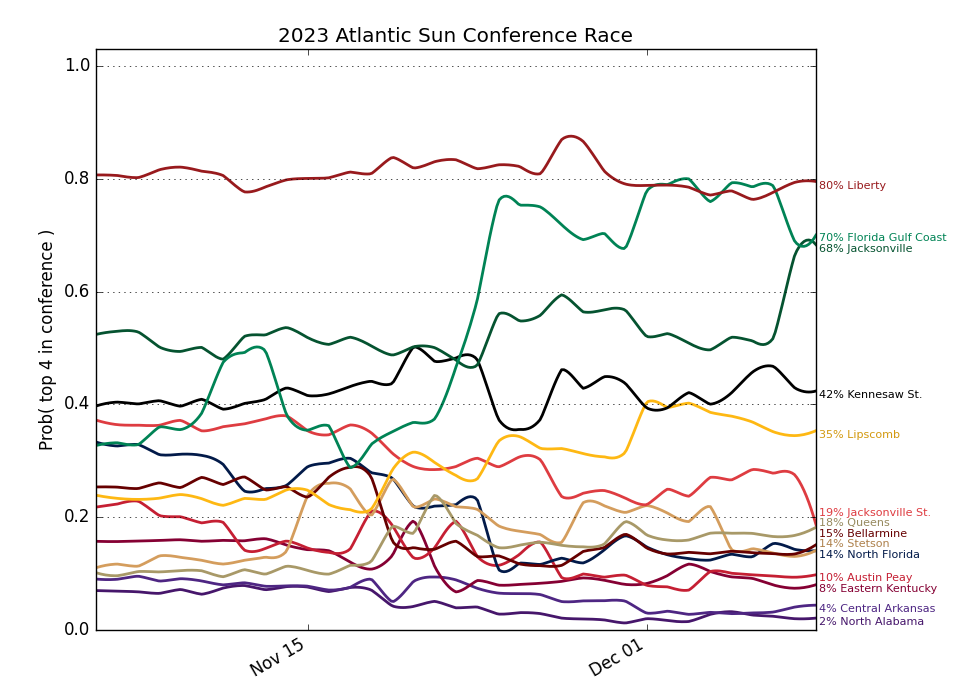 2023 Atlantic Sun Conference Race
Prob( top 4 in conference )
1.0
0.8
0.6
0.4
0.2
0.0
Nov 15
Dec 01
80% Liberty
70% Florida Gulf Coast
68% Jacksonville
42% Kennesaw St.
35% Lipscomb
19% Jacksonville St.
18% Queens
15% Bellarmine
14% Stetson
14% North Florida
10% Austin Peay
8% Eastern Kentucky
4% Central Arkansas
2% North Alabama